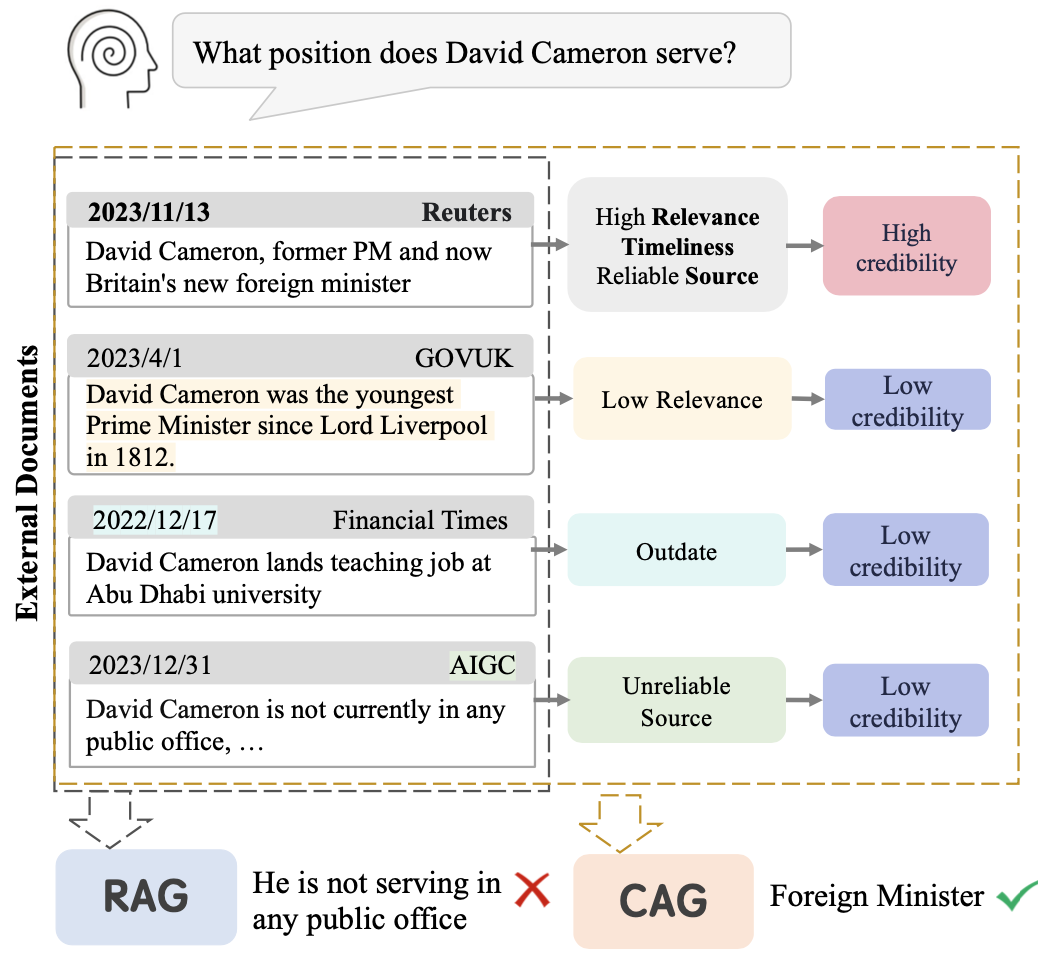 What position does David Cameron serve?
External Documents
2023/11/13 Reuters
David Cameron, former PM and now
Britain's new foreign minister
High Relevance
Timeliness
Reliable Source
High
credibility
2023/4/1 GOVUK
David Cameron was the youngest
Prime Minister since Lord Liverpool
in 1812.
Low Relevance
Low
credibility
2022/12/17 Financial Times
David Cameron lands teaching job at
Abu Dhabi university
Outdate
Low
credibility
2023/12/31 AIGC
David Cameron is not currently in any
public office, …
Unreliable
Source
Low
credibility
RAG
He is not serving in
any public office
CAG
Foreign Minister